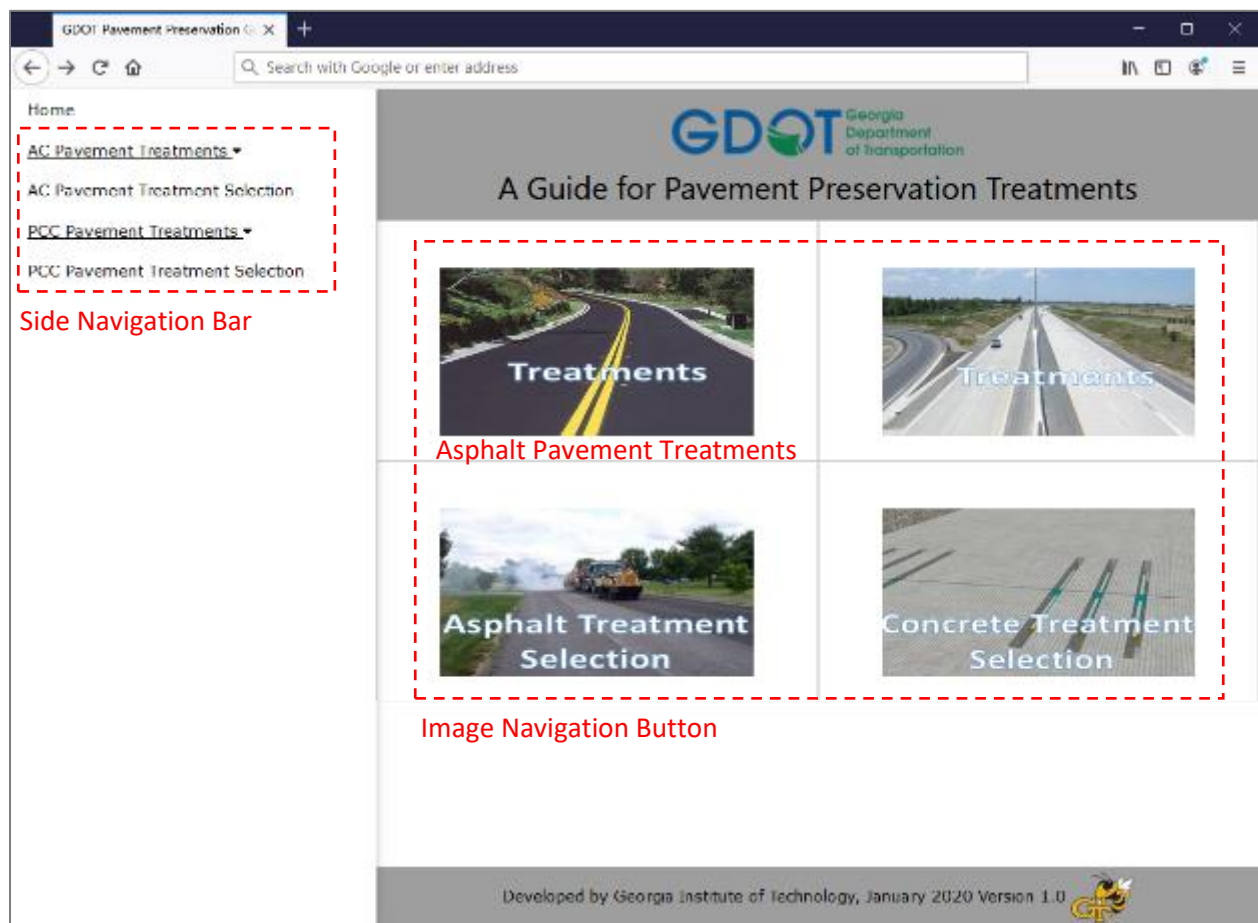 GDOT Pavement Preservation G
Search with Google or enter address
Home
AC Pavement Treatments
AC Pavement Treatment Selection
PCC Pavement Treatments
PCC Pavement Treatment Selection
Side Navigation Bar
GDOT Georgia
Department
of Transportation
A Guide for Pavement Preservation Treatments
Treatments
Treatments
Asphalt Pavement Treatments
Asphalt Treatment
Selection
Concrete Treatment
Selection
Image Navigation Button
Developed by Georgia Institute of Technology, January 2020 Version 1.0
GT